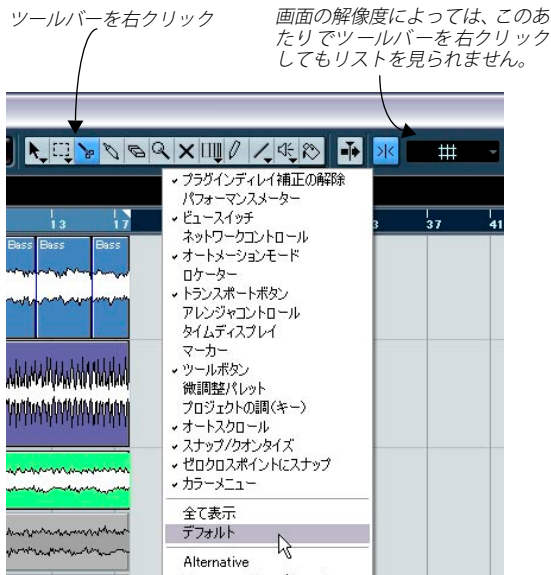 ツールバーを右クリック
画面の解像度によっては、このあ
たりでツールバーを右クリック
してもリストを見られません。
13
17
3
37
41
Bass
Bass
Bass
プラグインディレイ補正の解除
パフォーマンスメーター
ビュースイッチ
ネットワークコントロール
オートメーションモード
ロケーター
トランスポートボタン
アレンジャコントロール
タイムディスプレイ
マーカー
ツールボタン
微調整パレット
プロジェクトの調(キー)
オートスクロール
スナップ/クオンタイズ
ゼロクロスポイントにスナップ
カラーメニュー
全て表示
デフォルト
Alternative